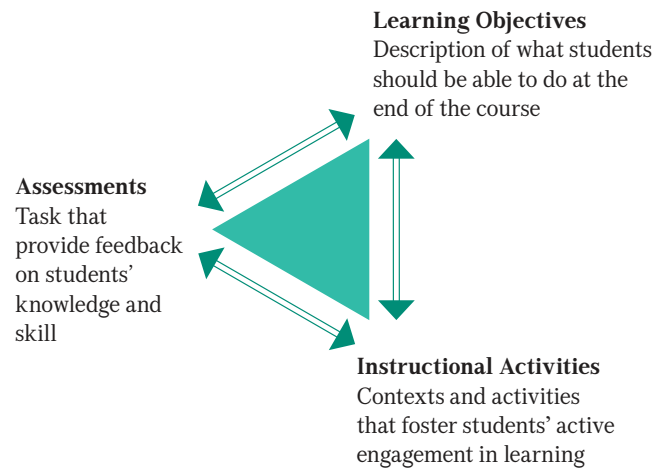 Learning Objectives
Description of what students
should be able to do at the
end of the course
Assessments
Task that
provide feedback
on students’
knowledge and
skill
Instructional Activities
Contexts and activities
that foster students’ active
engagement in learning